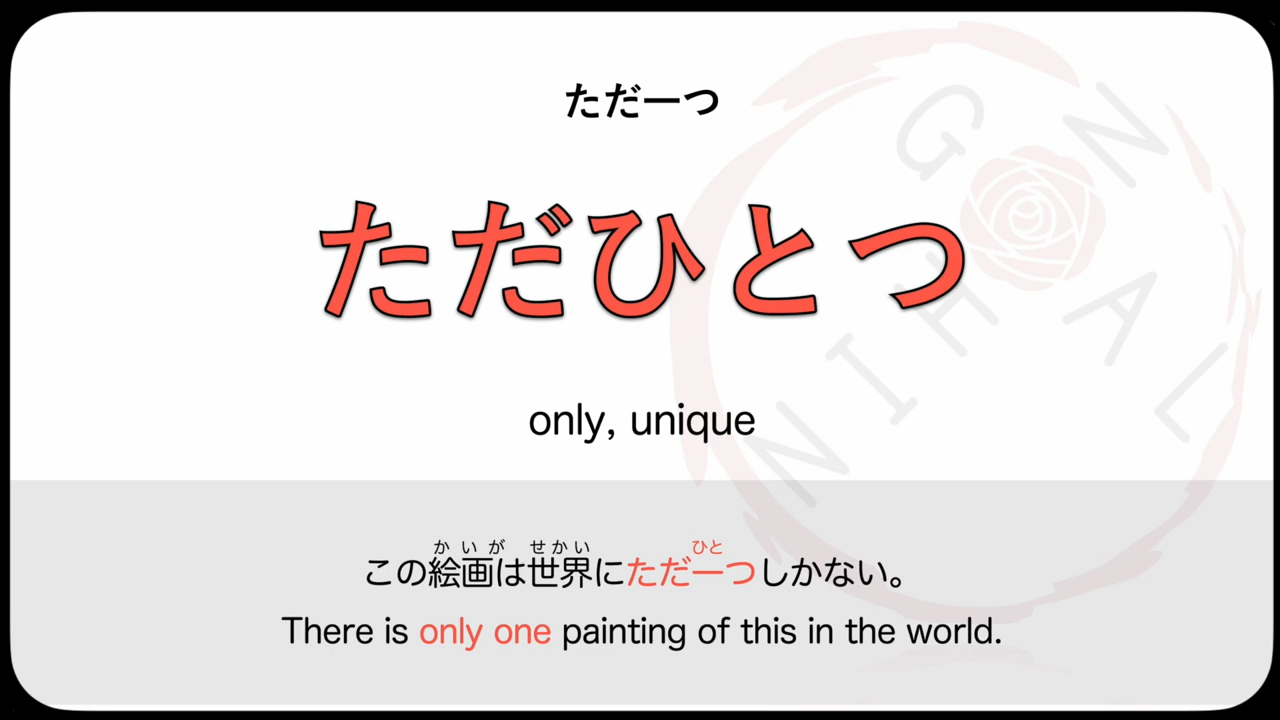 ただ一つ
ただひとつ
only, unique
かいが せかい ひと
この絵画は世界にただ一つしかない。
There is only one painting of this in the world.
NIHON
GAL